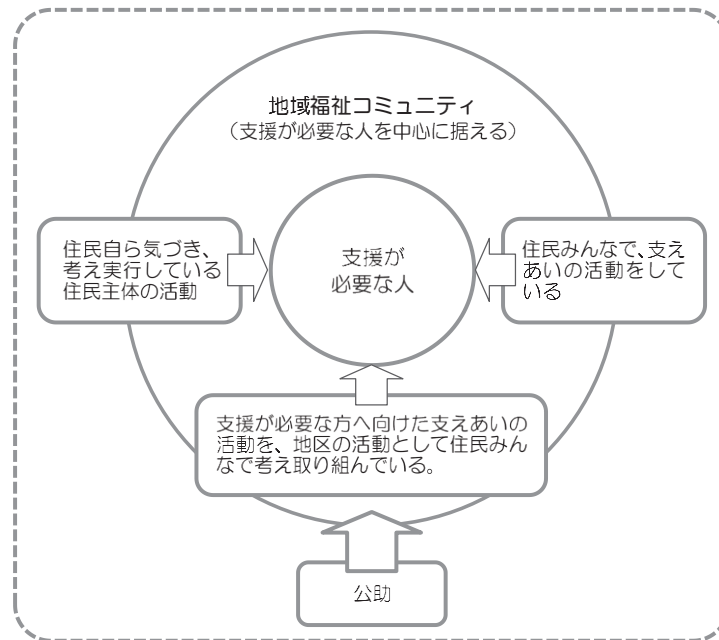 地域福祉コミュニティ
（支援が必要な人を中心に据える）
住民自ら気づき、
考え実行している
住民主体の活動
支援が
必要な人
住民みんなで、支え
あいの活動をして
いる
支援が必要な方へ向けた支えあいの
活動を、地区の活動として住民みん
なで考え取り組んでいる。
公助